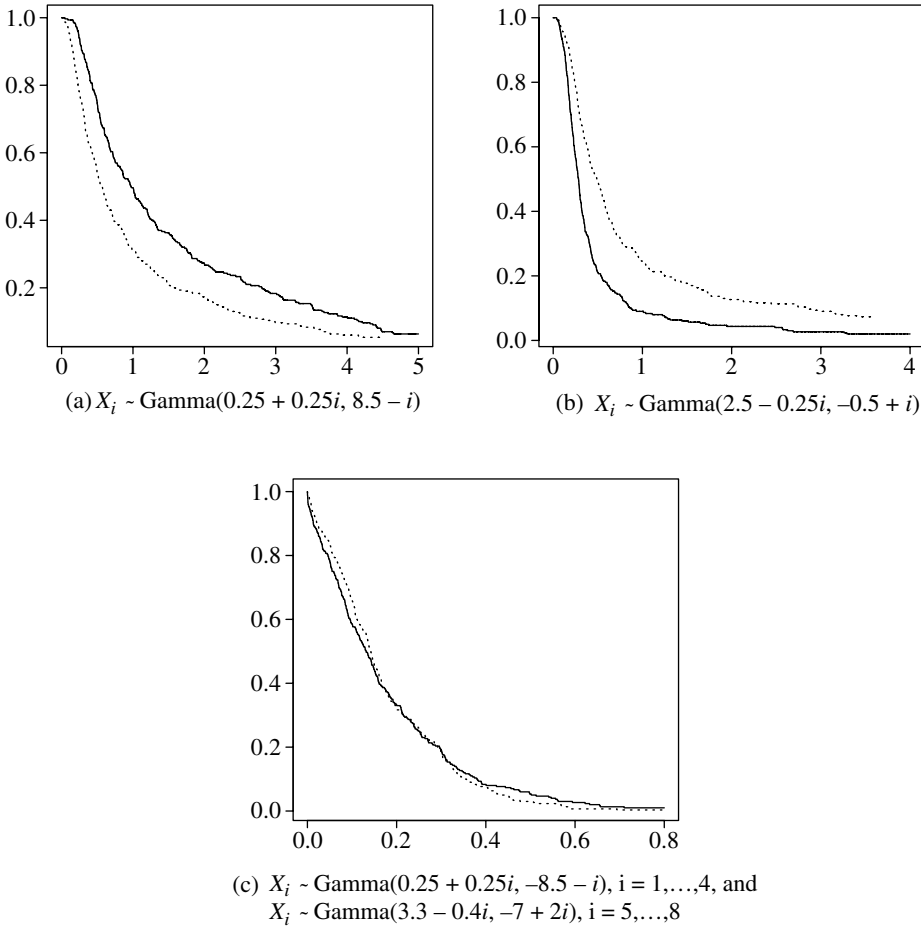 1.0
0.8
0.6
0.4
0.2
0 1 2 3 4 5
(a) X_i ~ Gamma(0.25 + 0.25i, 8.5 – i)
1.0
0.8
0.6
0.4
0.2
0.0
0 1 2 3 4
(b) X_i ~ Gamma(2.5 – 0.25i, –0.5 + i)
1.0
0.8
0.6
0.4
0.2
0.0
0.0 0.2 0.4 0.6 0.8
(c) X_i ~ Gamma(0.25 + 0.25i, –8.5 – i), i = 1,…,4, and
X_i ~ Gamma(3.3 – 0.4i, –7 + 2i), i = 5,…,8